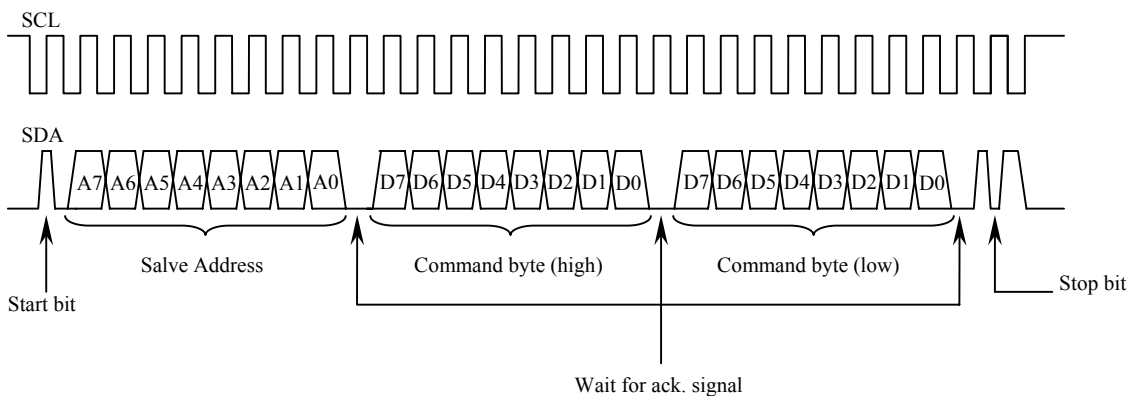 SCL
SDA
A7 A6 A5 A4 A3 A2 A1 A0 D7 D6 D5 D4 D3 D2 D1 D0 D7 D6 D5 D4 D3 D2 D1 D0
Salve Address Command byte (high) Command byte (low)
Start bit Stop bit
Wait for ack. signal